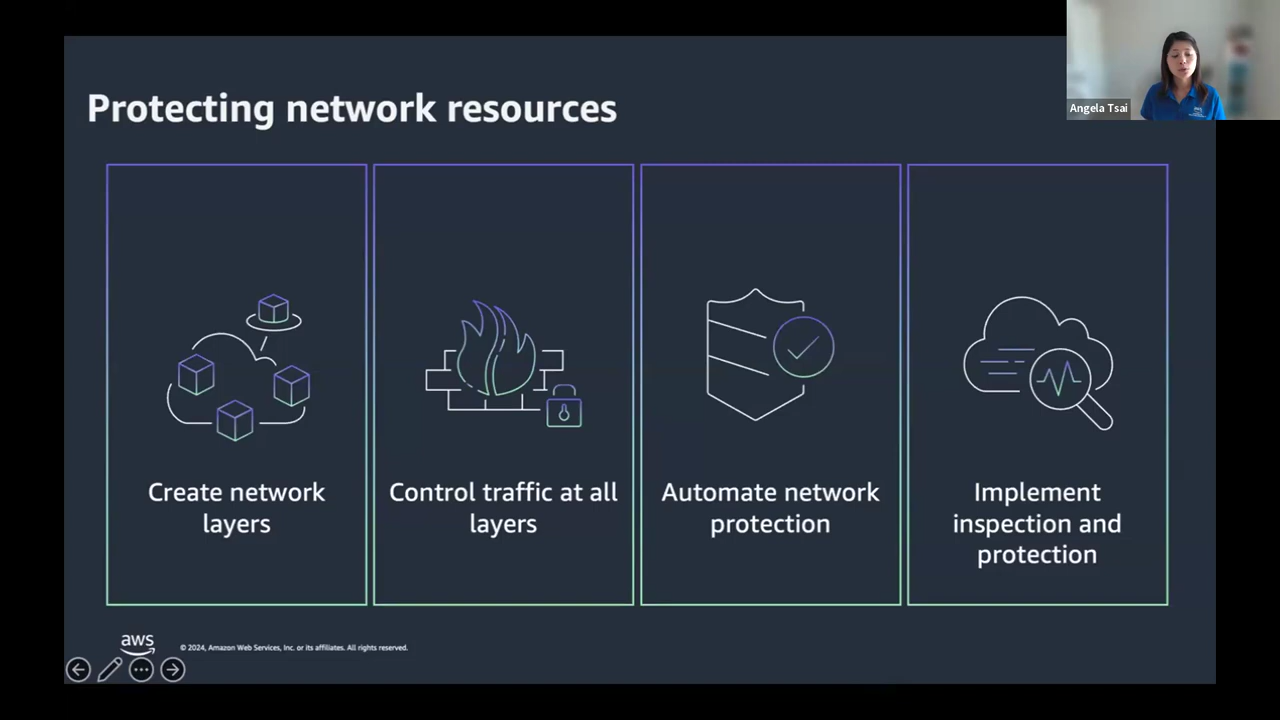 Protecting network resources
Angela Tsai
Create network
layers
Control traffic at all
layers
Automate network
protection
Implement
inspection and
protection
aws
© 2024, Amazon Web Services, Inc. or its affiliates. All rights reserved.